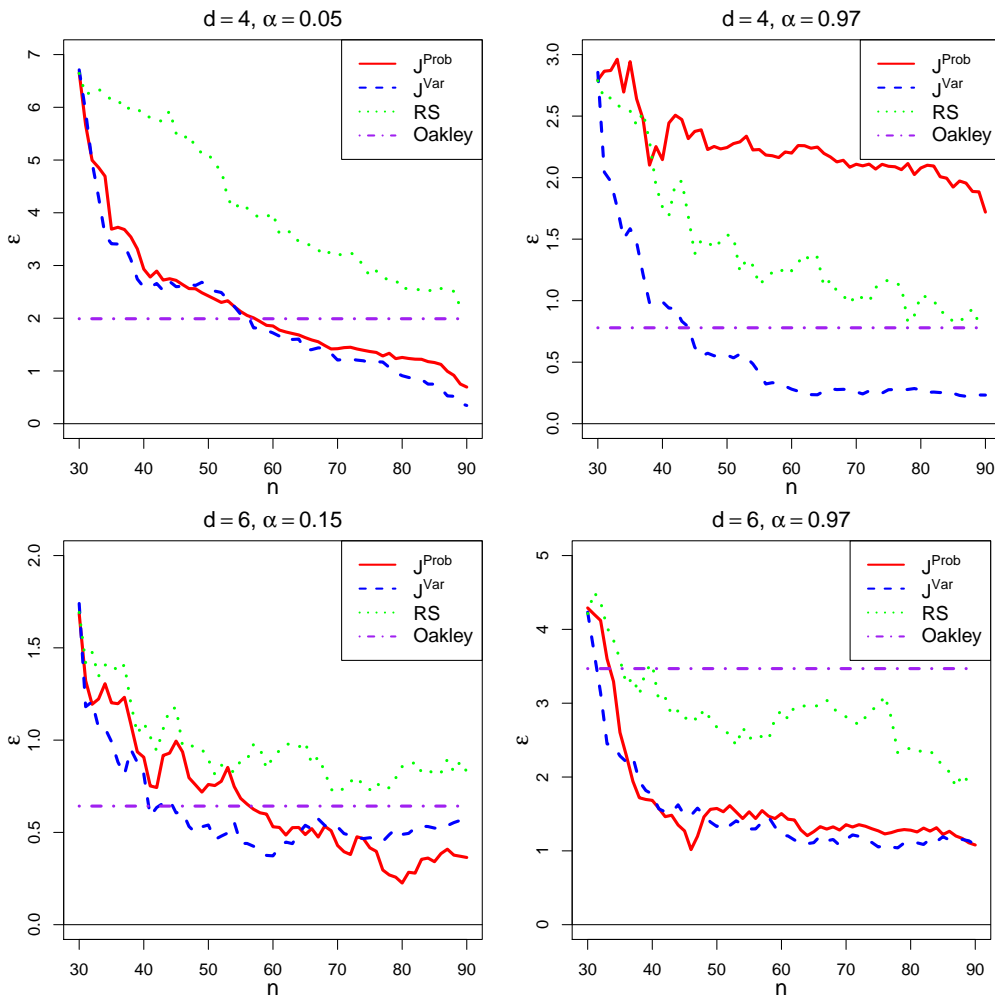 d = 4, α = 0.05
J^Prob
J^Var
RS
Oakley
ε
0
1
2
3
4
5
6
7
30
40
50
60
70
80
90
n
d = 4, α = 0.97
J^Prob
J^Var
RS
Oakley
ε
0.0
0.5
1.0
1.5
2.0
2.5
3.0
30
40
50
60
70
80
90
n
d = 6, α = 0.15
J^Prob
J^Var
RS
Oakley
ε
0.0
0.5
1.0
1.5
2.0
30
40
50
60
70
80
90
n
d = 6, α = 0.97
J^Prob
J^Var
RS
Oakley
ε
0
1
2
3
4
5
30
40
50
60
70
80
90
n